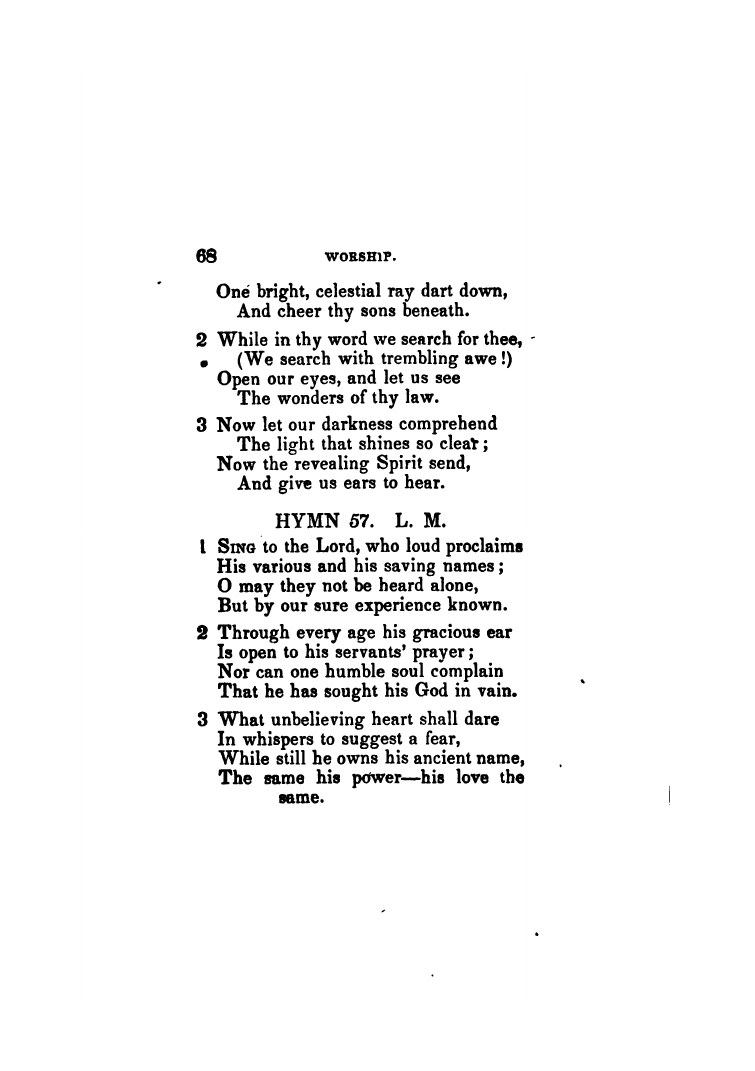 68 WORSHIP.
One bright, celestial ray dart down,
And cheer thy sons beneath.
2 While in thy word we search for thee,
(We search with trembling awe !)
Open our eyes, and let us see
The wonders of thy law.
3 Now let our darkness comprehend
The light that shines so clear ;
Now the revealing Spirit send,
And give us ears to hear.
HYMN 57. L. M.
1 SING to the Lord, who loud proclaims
His various and his saving names ;
O may they not be heard alone,
But by our sure experience known.
2 Through every age his gracious ear
Is open to his servants' prayer ;
Nor can one humble soul complain
That he has sought his God in vain.
3 What unbelieving heart shall dare
In whispers to suggest a fear,
While still he owns his ancient name,
The same his power—his love the
same.